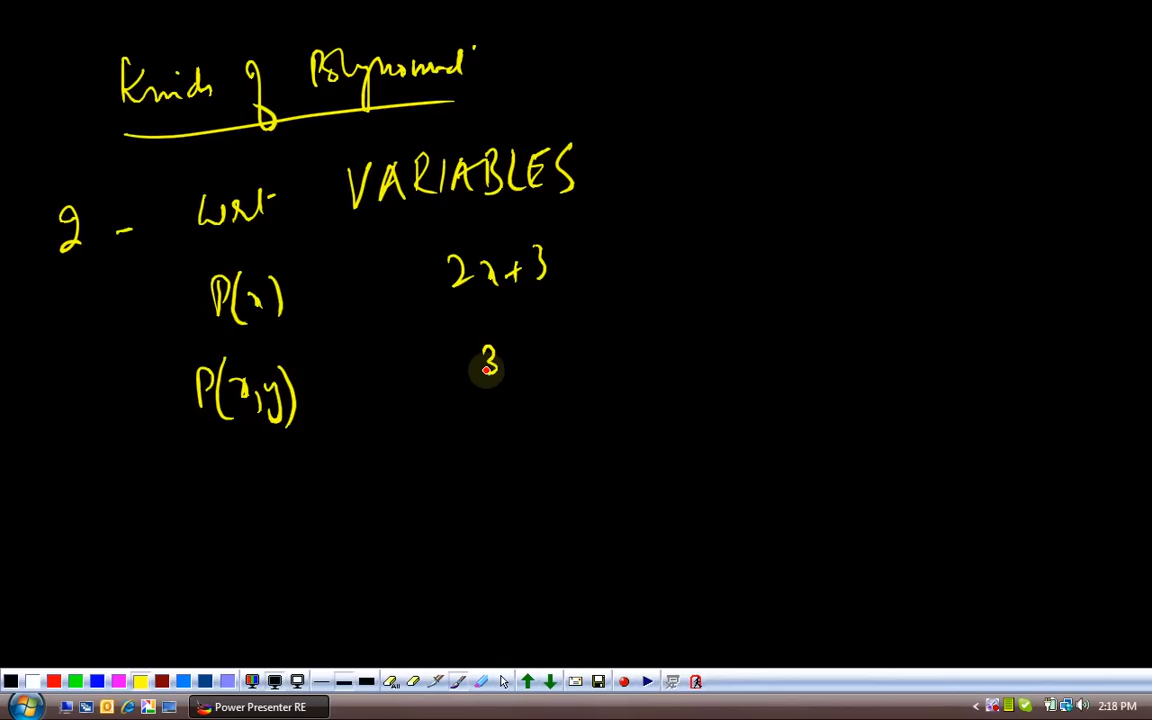 Kinds of Polynomial
2 - wrt VARIABLES
P(x) 2x+3
P(x,y) 3
Power Presenter RE
2:18 PM